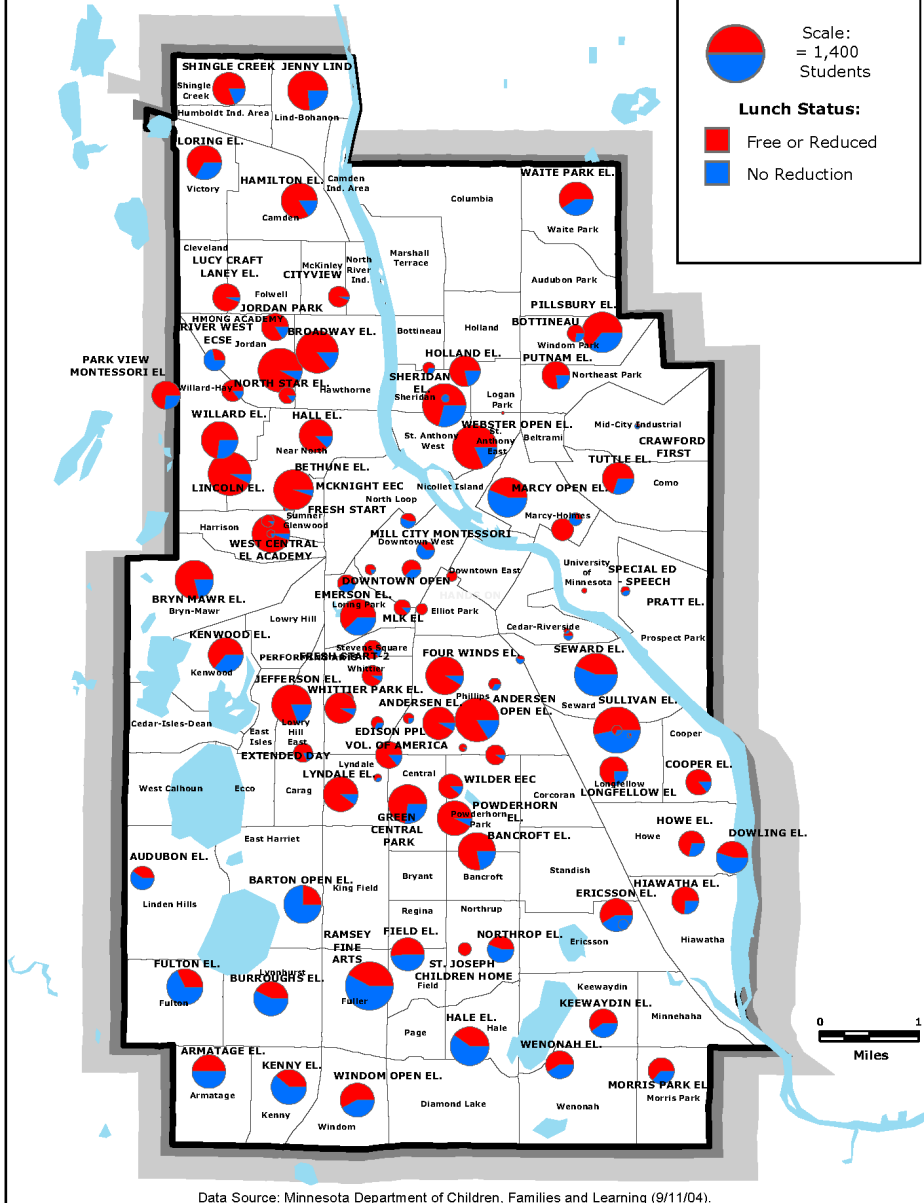 Scale:
= 1,400
Students
Lunch Status:
Free or Reduced
No Reduction
SHINGLE CREEK
JENNY LIND
Shingle
Creek
Humboldt Ind. Area
Lind-Bohanon
LORING EL.
Victory
HAMILTON EL.
Camden
Ind. Area
Camden
WAITE PARK EL.
Columbia
Waite Park
Cleveland
LUCY CRAFT
LANEY EL.
McKinley
CITYVIEW
North
River
Ind.
Marshall
Terrace
Audubon Park
Folwell
JORDAN PARK
PILLSBURY EL.
HMONG ACADEMY
RIVER WEST
ECSE
Jordan
BROADWAY EL.
Bottineau
Holland
BOTTINEAU
Windom Park
PARK VIEW
MONTESSORI EL
HOLLAND EL.
PUTNAM EL.
Willard-Hay
NORTH STAR EL.
Hawthorne
SHERIDAN
EL.
Sheridan
Northeast Park
Logan
Park
WILLARD EL.
HALL EL.
Near North
WEBSTER OPEN EL.
St. Anthony
West
St.
Anthony
East
Beltrami
Mid-City Industrial
CRAWFORD
FIRST
LINCOLN EL.
BETHUNE EL.
MCKNIGHT EEC
North Loop
FRESH START
Nicollet Island
MARCY OPEN EL.
TUTTLE EL.
Como
Harrison
Sumner
Glenwood
WEST CENTRAL
EL ACADEMY
MILL CITY MONTESSORI
Downtown West
Marcy-Holmes
BRYN MAWR EL.
Bryn-Mawr
DOWNTOWN OPEN
Downtown East
University
of
Minnesota
SPECIAL ED
- SPEECH
EMERSON EL.
Loring Park
HANDS ON
PRATT EL.
Lowry Hill
MLK EL
Elliot Park
Cedar-Riverside
Prospect Park
KENWOOD EL.
Kenwood
Stevens Square
FRESH START-2
Whittier
FOUR WINDS EL.
SEWARD EL.
JEFFERSON EL.
WHITTIER PARK EL.
Phillips
ANDERSEN EL.
ANDERSEN
OPEN EL.
Seward
SULLIVAN EL.
Cedar-Isles-Dean
East
Isles
Lowry
Hill
East
EDISON PPL
Cooper
VOL. OF AMERICA
EXTENDED DAY
Lyndale
LYNDALE EL.
Central
WILDER EEC
Longfellow
LONGFELLOW EL
COOPER EL.
West Calhoun
Ecco
Carag
Corcoran
GREEN
CENTRAL
PARK
POWDERHORN
EL.
Powderhorn
Park
East Harriet
BANCROFT EL.
Howe
HOWE EL.
DOWLING EL.
AUDUBON EL.
Linden Hills
BARTON OPEN EL.
King Field
Bryant
Bancroft
Standish
ERICSSON EL.
HIAWATHA EL.
Regina
Northrup
Ericsson
Hiawatha
RAMSEY
FINE
ARTS
FIELD EL.
NORTHROP EL.
FULTON EL.
Fulton
Lynnhurst
BURROUGHS EL.
Fuller
ST. JOSEPH
CHILDREN HOME
Field
Keewaydin
KEEWAYDIN EL.
Minnehaha
HALE EL.
Hale
Page
WENONAH EL.
0 1
Miles
ARMATAGE EL.
Armatage
KENNY EL.
Kenny
WINDOM OPEN EL.
Windom
Diamond Lake
Wenonah
MORRIS PARK EL.
Morris Park
Data Source: Minnesota Department of Children, Families and Learning (9/11/04).